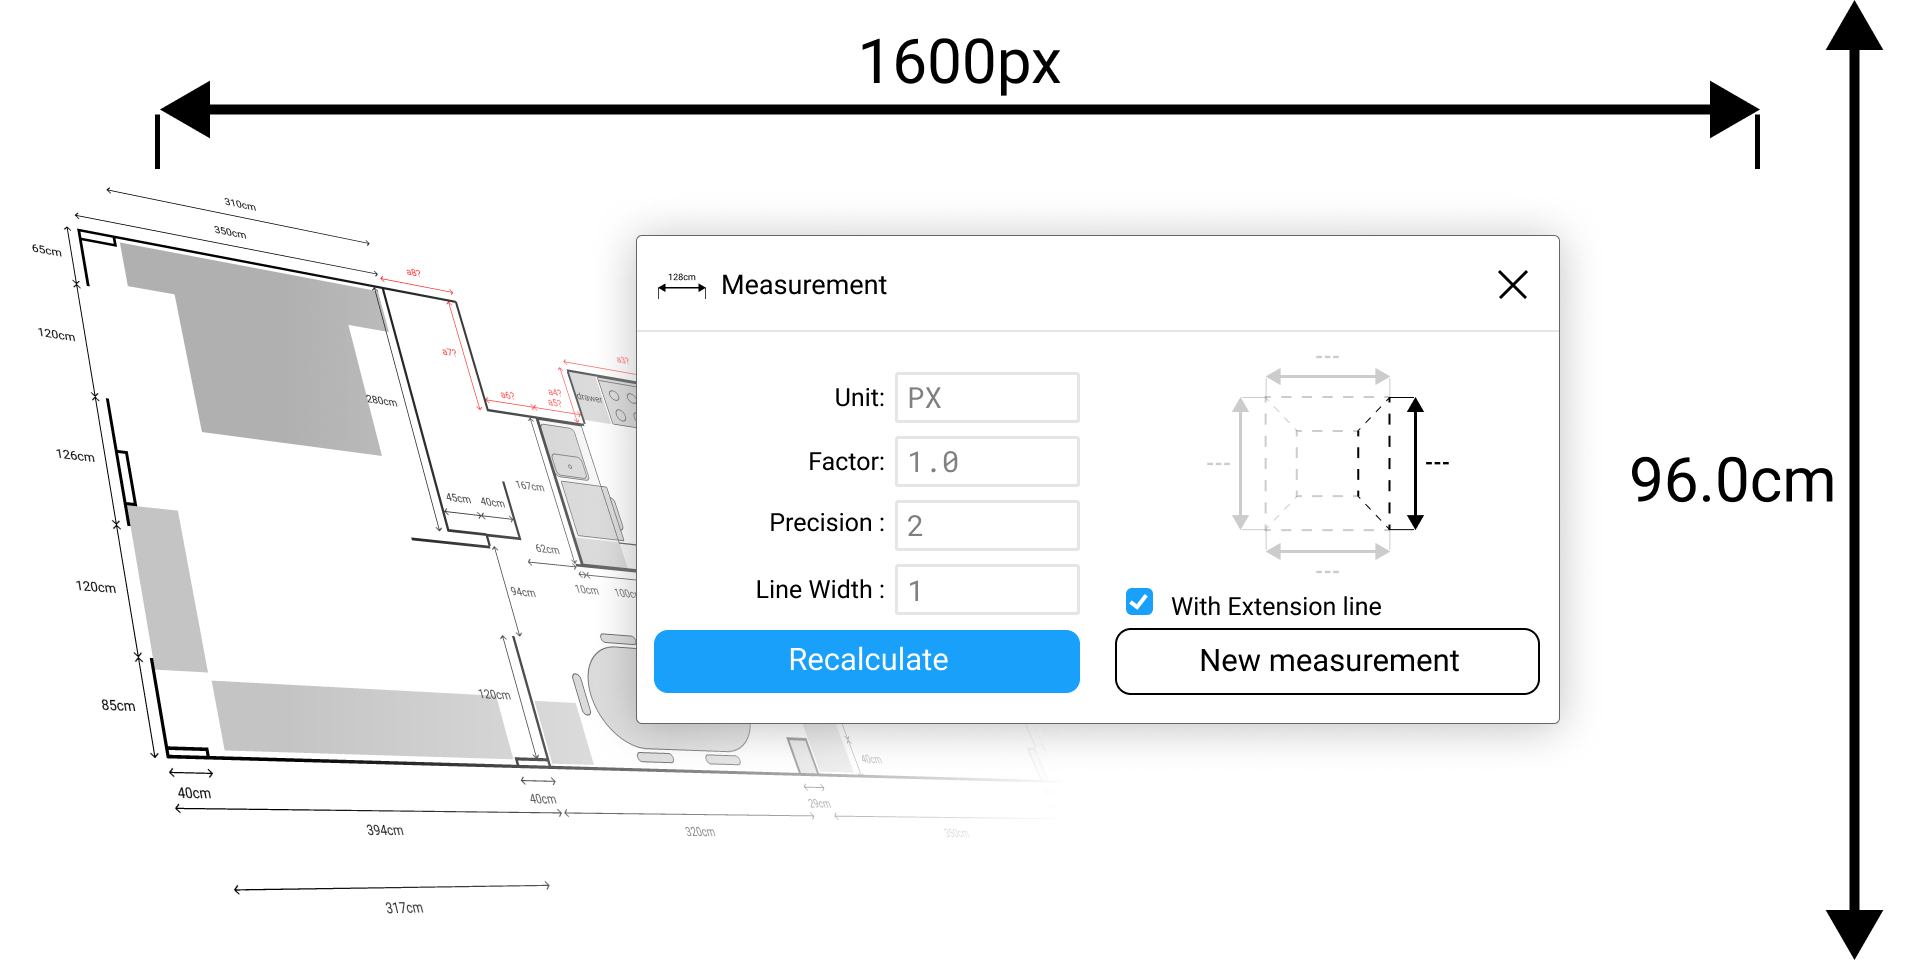 1600px
96.0cm
310cm
350cm
65cm
a8?
120cm
a7?
a3?
280cm
a6?
a4?
a5?
drawer
126cm
45cm
40cm
167cm
62cm
10cm
94cm
120cm
120cm
85cm
40cm
40cm
40cm
29cm
394cm
320cm
350cm
317cm
128cm
Measurement
Unit:
PX
Factor:
1.0
Precision :
2
Line Width :
1
---
---
---
---
With Extension line
Recalculate
New measurement